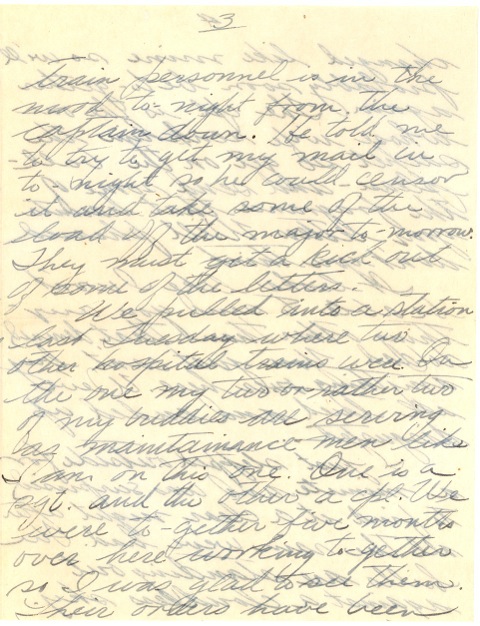 3
train personnel is in the
mood to-night from the
captain down. He told me
to try to get my mail in
to night so he could censor
it and take some of the
load off the major to-morrow.
They must get a kick out
of some of the letters.
We pulled into a station
last Tuesday where two
other hospital trains were. On
the one my two or rather two
of my buddies are serving
as maintainance men like
I am on this one. One is a
sgt. and the other a cpl. We
were to-gether five months
over here working to-gether
so I was glad to see them.
Their orders have been